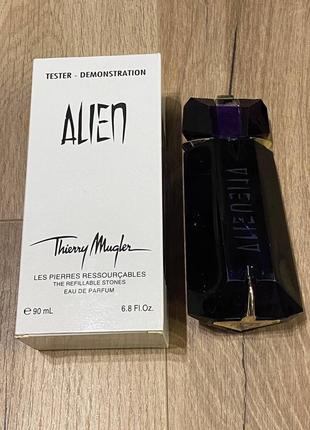 TESTER - DEMONSTRATION
ALIEN
Thierry Mugler
LES PIERRES RESSOURÇABLES
THE REFILLABLE STONES
EAU DE PARFUM
℮ 90 mL 6.8 Fl.Oz.
ALIEN